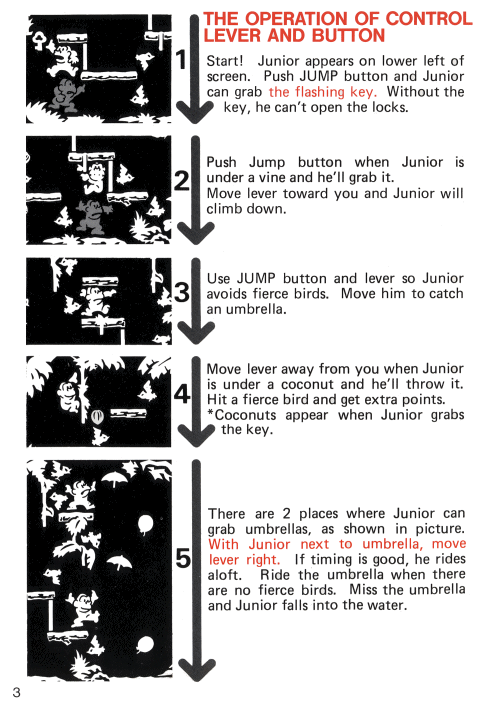 THE OPERATION OF CONTROL
LEVER AND BUTTON
1
Start! Junior appears on lower left of
screen. Push JUMP button and Junior
can grab the flashing key. Without the
key, he can't open the locks.
2
Push Jump button when Junior is
under a vine and he'll grab it.
Move lever toward you and Junior will
climb down.
3
Use JUMP button and lever so Junior
avoids fierce birds. Move him to catch
an umbrella.
4
Move lever away from you when Junior
is under a coconut and he'll throw it.
Hit a fierce bird and get extra points.
*Coconuts appear when Junior grabs
the key.
5
There are 2 places where Junior can
grab umbrellas, as shown in picture.
With Junior next to umbrella, move
lever right. If timing is good, he rides
aloft. Ride the umbrella when there
are no fierce birds. Miss the umbrella
and Junior falls into the water.
3